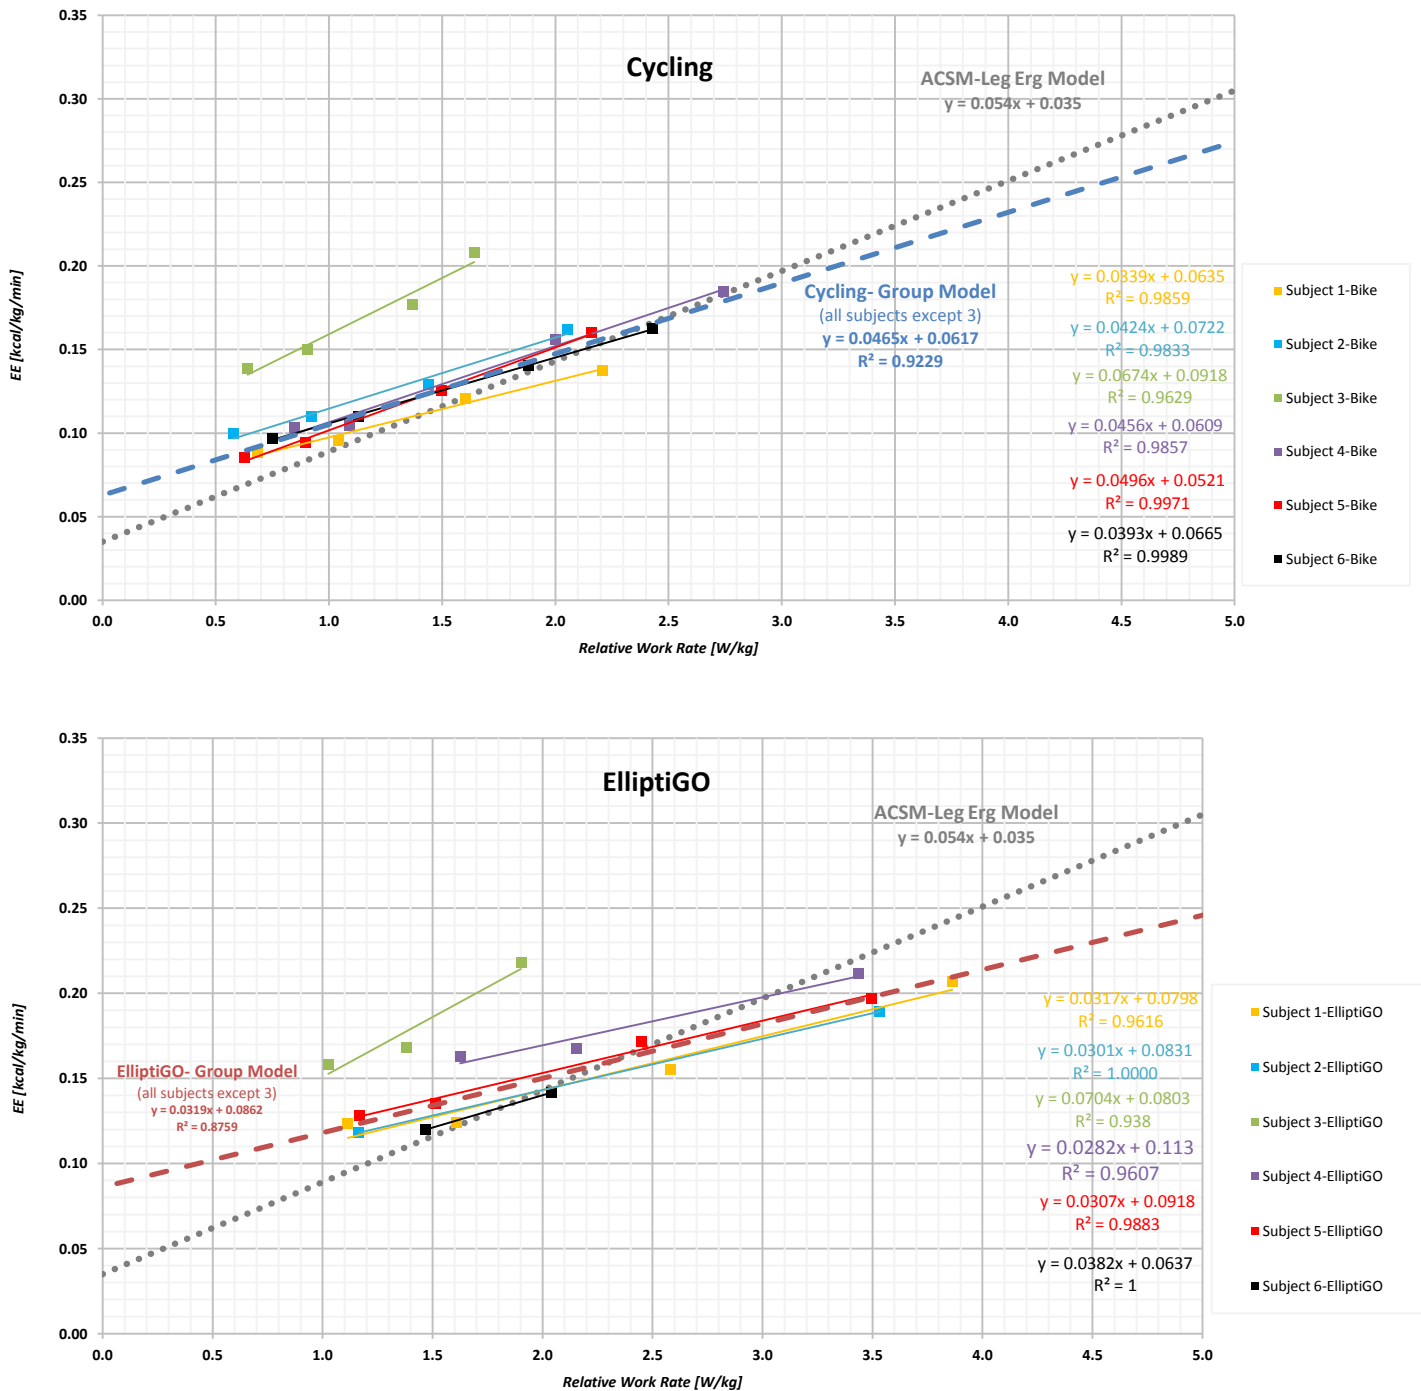 Cycling
ACSM-Leg Erg Model
y = 0.054x + 0.035
Cycling- Group Model
(all subjects except 3)
y = 0.0465x + 0.0617
R² = 0.9229
y = 0.0339x + 0.0635
R² = 0.9859
y = 0.0424x + 0.0722
R² = 0.9833
y = 0.0674x + 0.0918
R² = 0.9629
y = 0.0456x + 0.0609
R² = 0.9857
y = 0.0496x + 0.0521
R² = 0.9971
y = 0.0393x + 0.0665
R² = 0.9989
Subject 1-Bike
Subject 2-Bike
Subject 3-Bike
Subject 4-Bike
Subject 5-Bike
Subject 6-Bike
EE [kcal/kg/min]
0.35
0.30
0.25
0.20
0.15
0.10
0.05
0.00
0.0 0.5 1.0 1.5 2.0 2.5 3.0 3.5 4.0 4.5 5.0
Relative Work Rate [W/kg]
ElliptiGO
ACSM-Leg Erg Model
y = 0.054x + 0.035
ElliptiGO- Group Model
(all subjects except 3)
y = 0.0319x + 0.0862
R² = 0.8759
y = 0.0317x + 0.0798
R² = 0.9616
y = 0.0301x + 0.0831
R² = 1.0000
y = 0.0704x + 0.0803
R² = 0.938
y = 0.0282x + 0.113
R² = 0.9607
y = 0.0307x + 0.0918
R² = 0.9883
y = 0.0382x + 0.0637
R² = 1
Subject 1-ElliptiGO
Subject 2-ElliptiGO
Subject 3-ElliptiGO
Subject 4-ElliptiGO
Subject 5-ElliptiGO
Subject 6-ElliptiGO
EE [kcal/kg/min]
0.35
0.30
0.25
0.20
0.15
0.10
0.05
0.00
0.0 0.5 1.0 1.5 2.0 2.5 3.0 3.5 4.0 4.5 5.0
Relative Work Rate [W/kg]